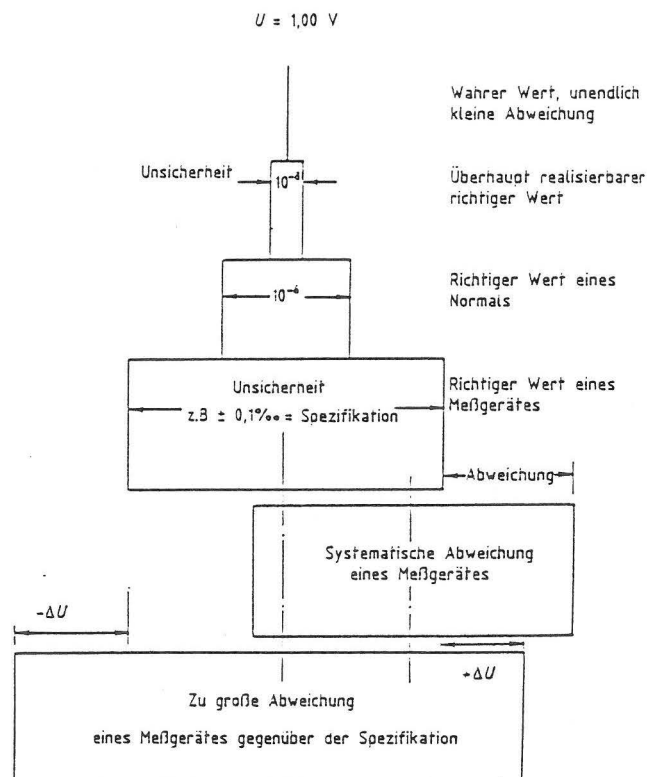 U = 1,00 V
Wahrer Wert, unendlich
kleine Abweichung
Unsicherheit
10⁻⁸
Überhaupt realisierbarer
richtiger Wert
10⁻⁶
Richtiger Wert eines
Normals
Unsicherheit
z.B ± 0,1‰ = Spezifikation
Richtiger Wert eines
Meßgerätes
Abweichung
Systematische Abweichung
eines Meßgerätes
-ΔU
+ΔU
Zu große Abweichung
eines Meßgerätes gegenüber der Spezifikation